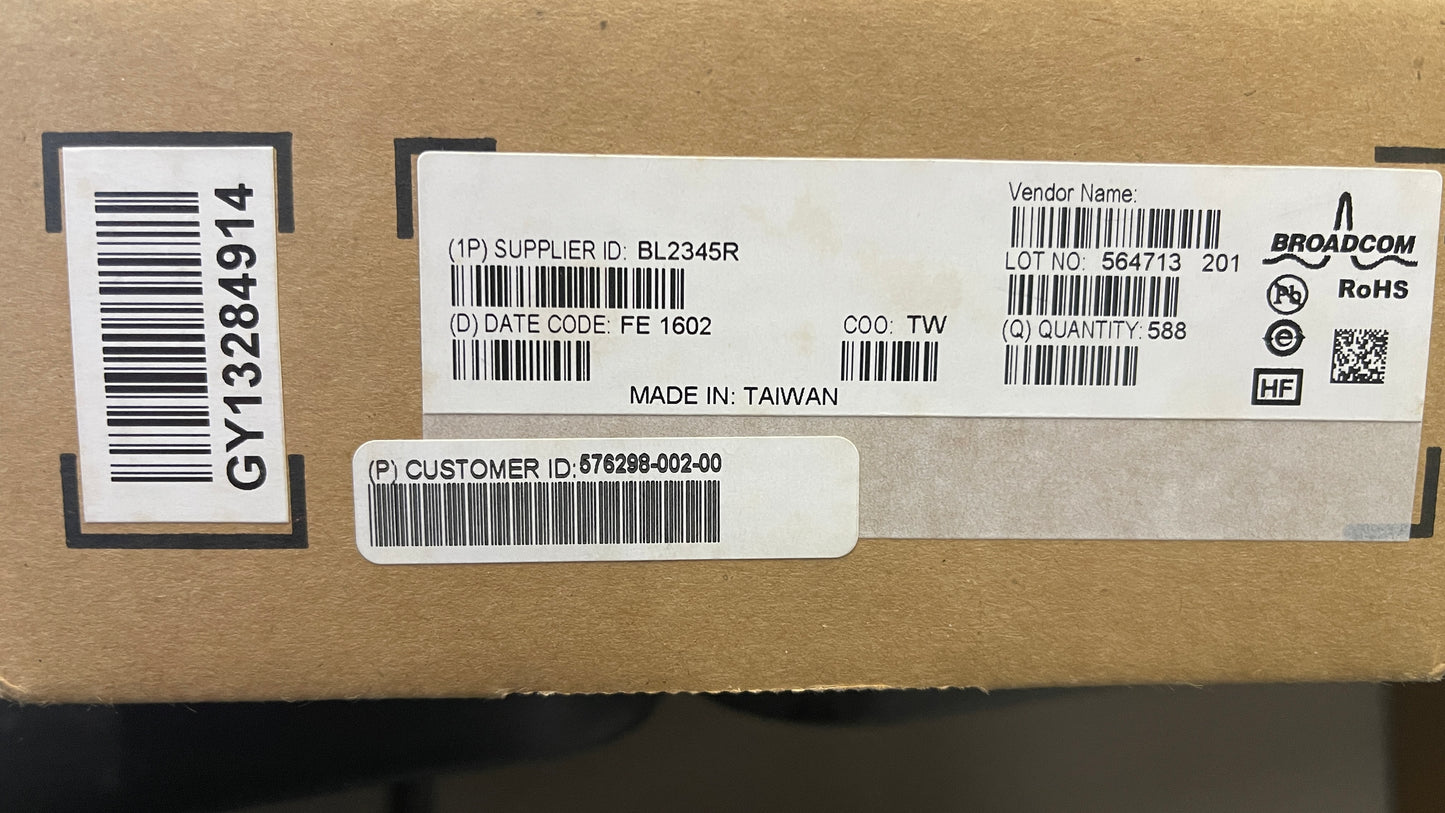 GY13284914
(1P) SUPPLIER ID: BL2345R
(D) DATE CODE: FE 1602
COO: TW
MADE IN: TAIWAN
Vendor Name:
LOT NO: 564713 201
(Q) QUANTITY: 588
BROADCOM
Pb
RoHS
e
HF
(P) CUSTOMER ID: 576298-002-00